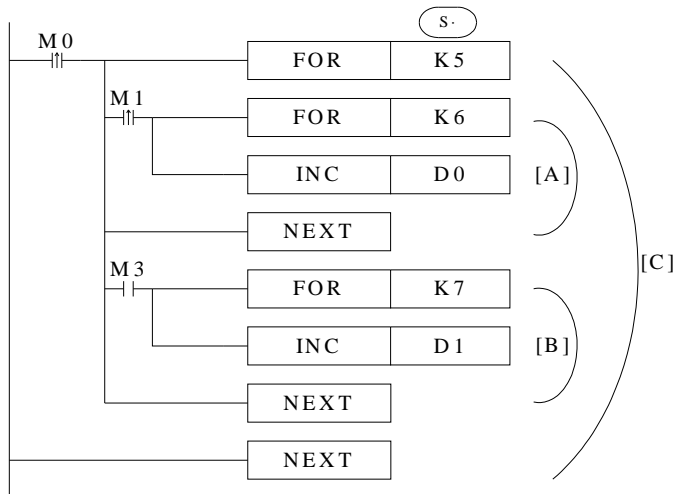 S·
M0
FOR K5
M1
FOR K6
INC D0
[A]
NEXT
M3
FOR K7
[C]
INC D1
[B]
NEXT
NEXT